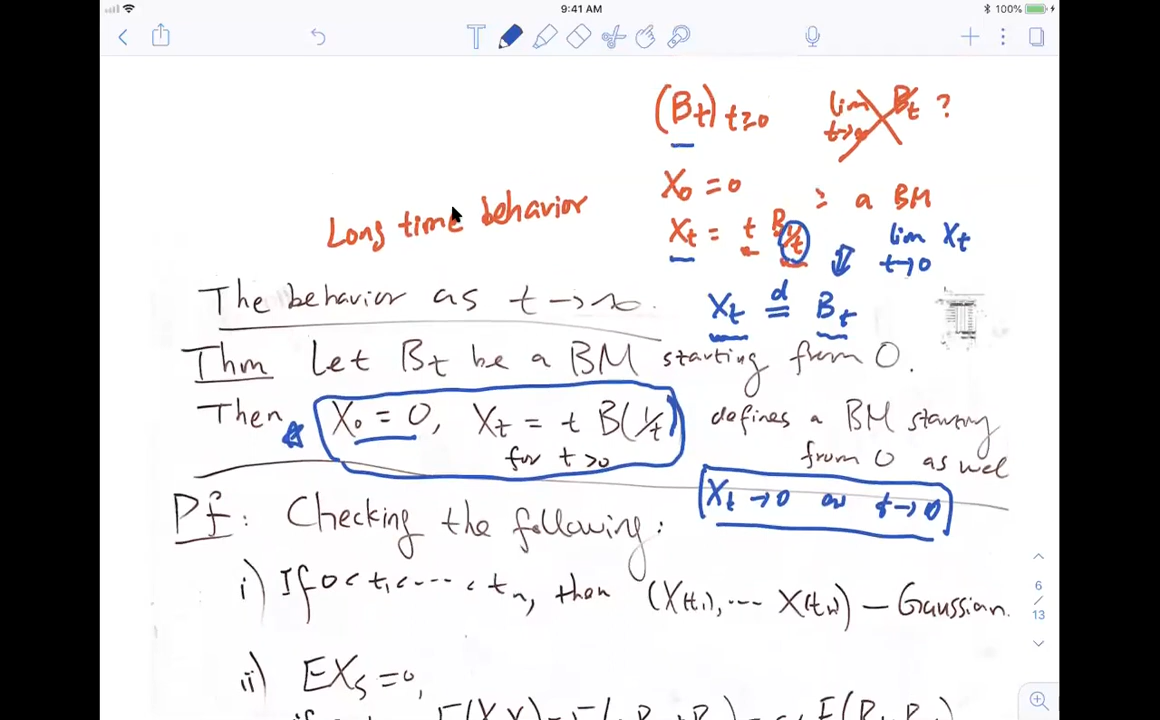 9:41 AM
100%
(Bt) t≥0 lim t→∞ Bt ?
X0 = 0
Xt = t B1/t : a BM
lim t→0 Xt
Long time behavior
The behavior as t → ∞.
Xt d= Bt
Thm Let Bt be a BM starting from 0.
Then X0 = 0, Xt = t B(1/t) defines a BM starting
for t>0 from 0 as well
Xt → 0 as t → 0
Pf: Checking the following:
i) If 0 < t1 < ... < tn, then (X(t1), ... X(tn)) – Gaussian.
ii) EXs = 0,
6
/
13